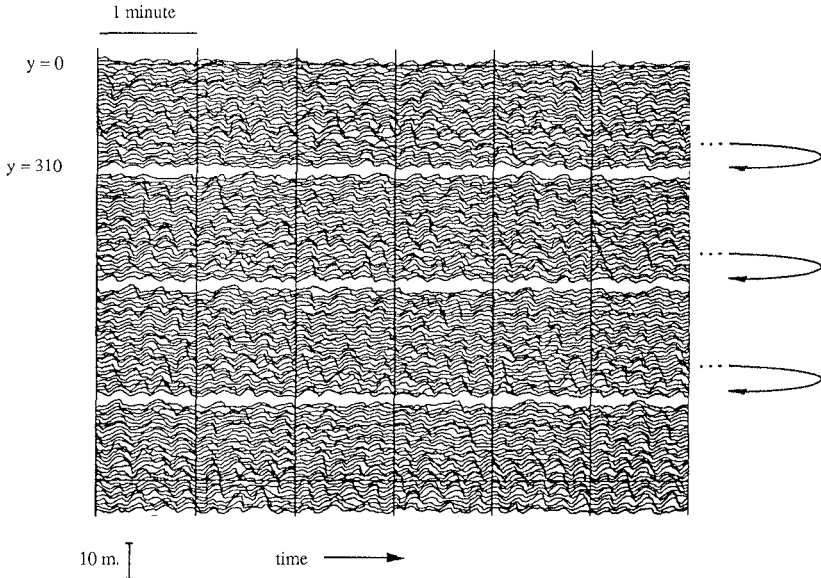 1 minute
y = 0
y = 310
10 m.
time